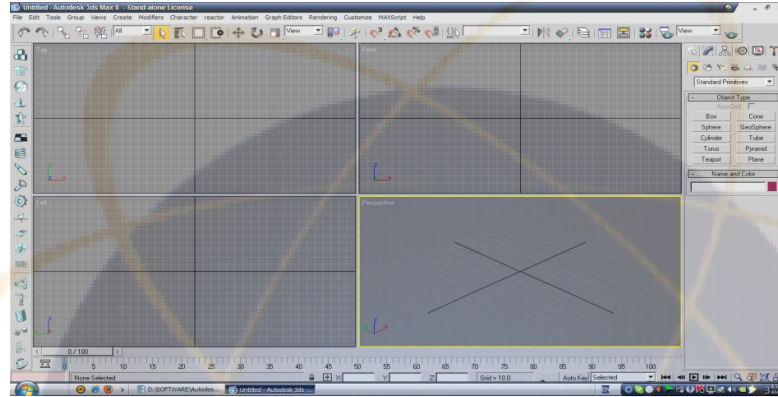 Untitled - Autodesk 3ds Max 8 - Stand-alone License
File Edit Tools Group Views Create Modifiers Character reactor Animation Graph Editors Rendering Customize MAXScript Help
All View View
Top Front
Standard Primitives
- Object Type
AutoGrid
Box Cone
Sphere GeoSphere
Cylinder Tube
Torus Pyramid
Teapot Plane
- Name and Color
Left Perspective
0 / 100
0 5 10 15 20 25 30 35 40 45 50 55 60 65 70 75 80 85 90 95 100
None Selected X: Y: Z: Grid = 10.0 Auto Key Selected
D:\SOFTWARE\Autodes... Untitled - Autodesk 3ds ...